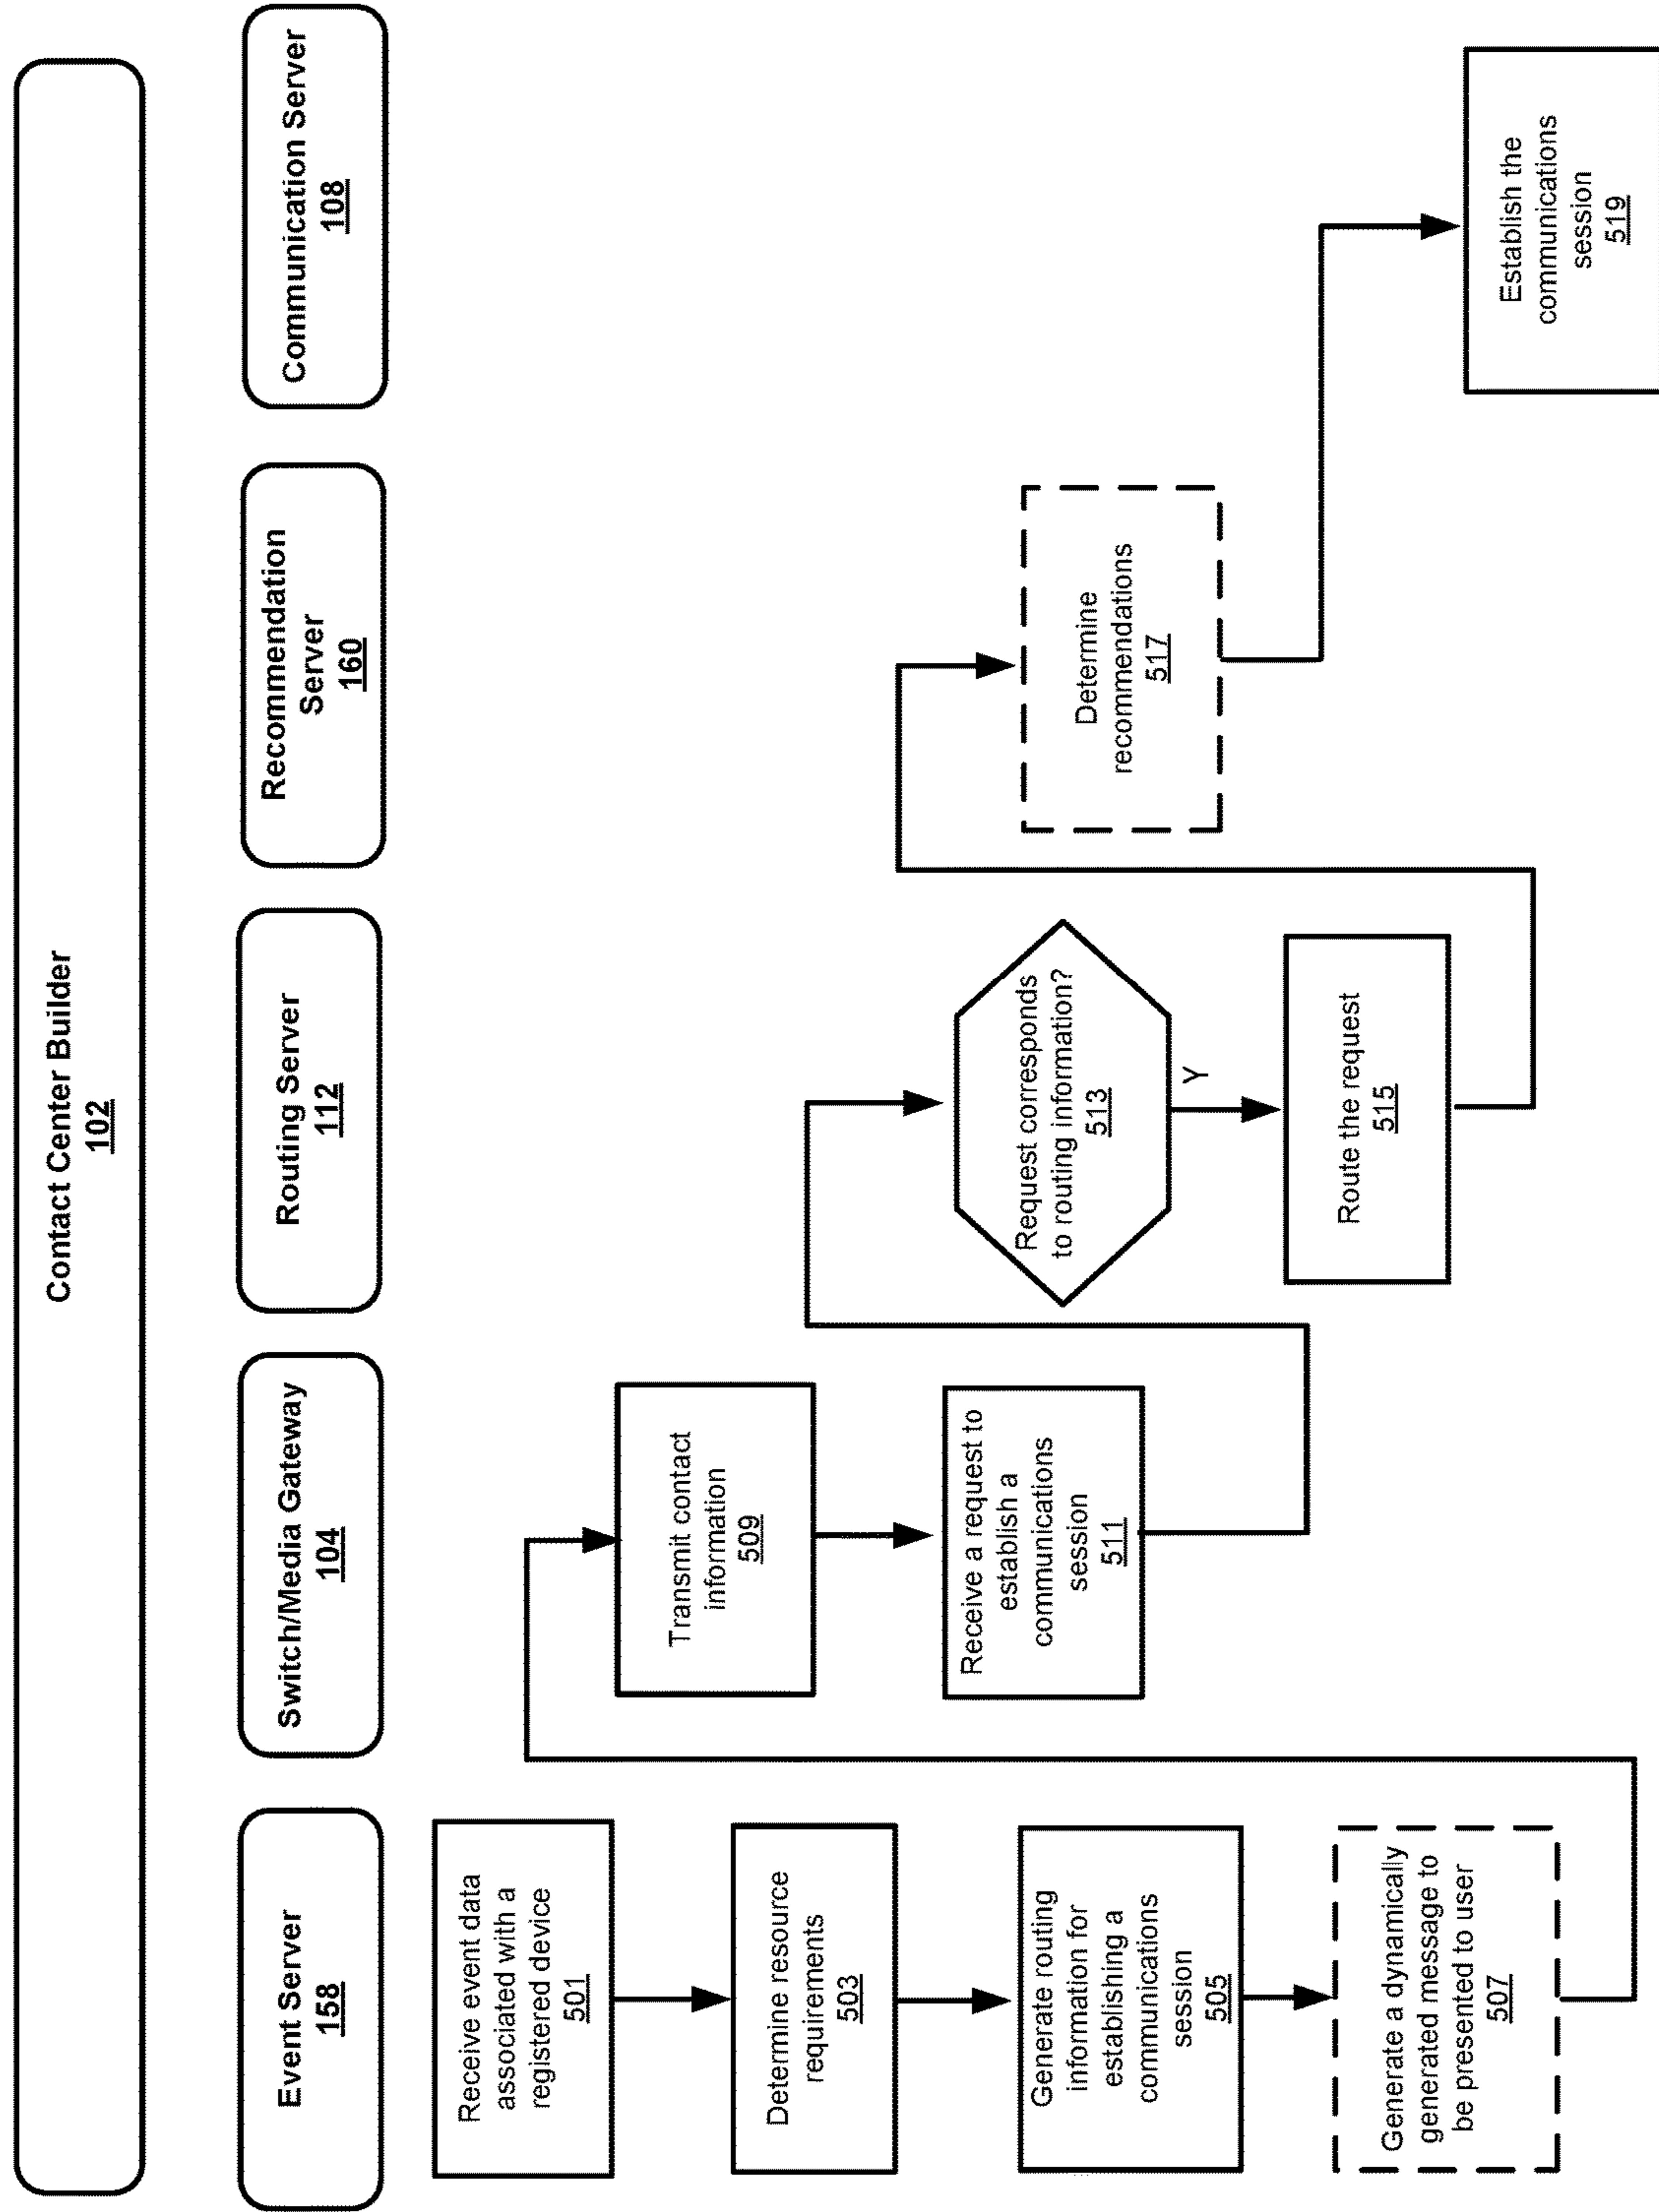 Contact Center Builder
102
Event Server
158
Switch/Media Gateway
104
Routing Server
112
Recommendation
Server
160
Communication Server
108
Receive event data
associated with a
registered device
501
Determine resource
requirements
503
Generate routing
information for
establishing a
communications
session
505
Generate a dynamically
generated message to
be presented to user
507
Transmit contact
information
509
Receive a request to
establish a
communications
session
511
Request corresponds
to routing information?
513
Y
Route the request
515
Determine
recommendations
517
Establish the
communications
session
519